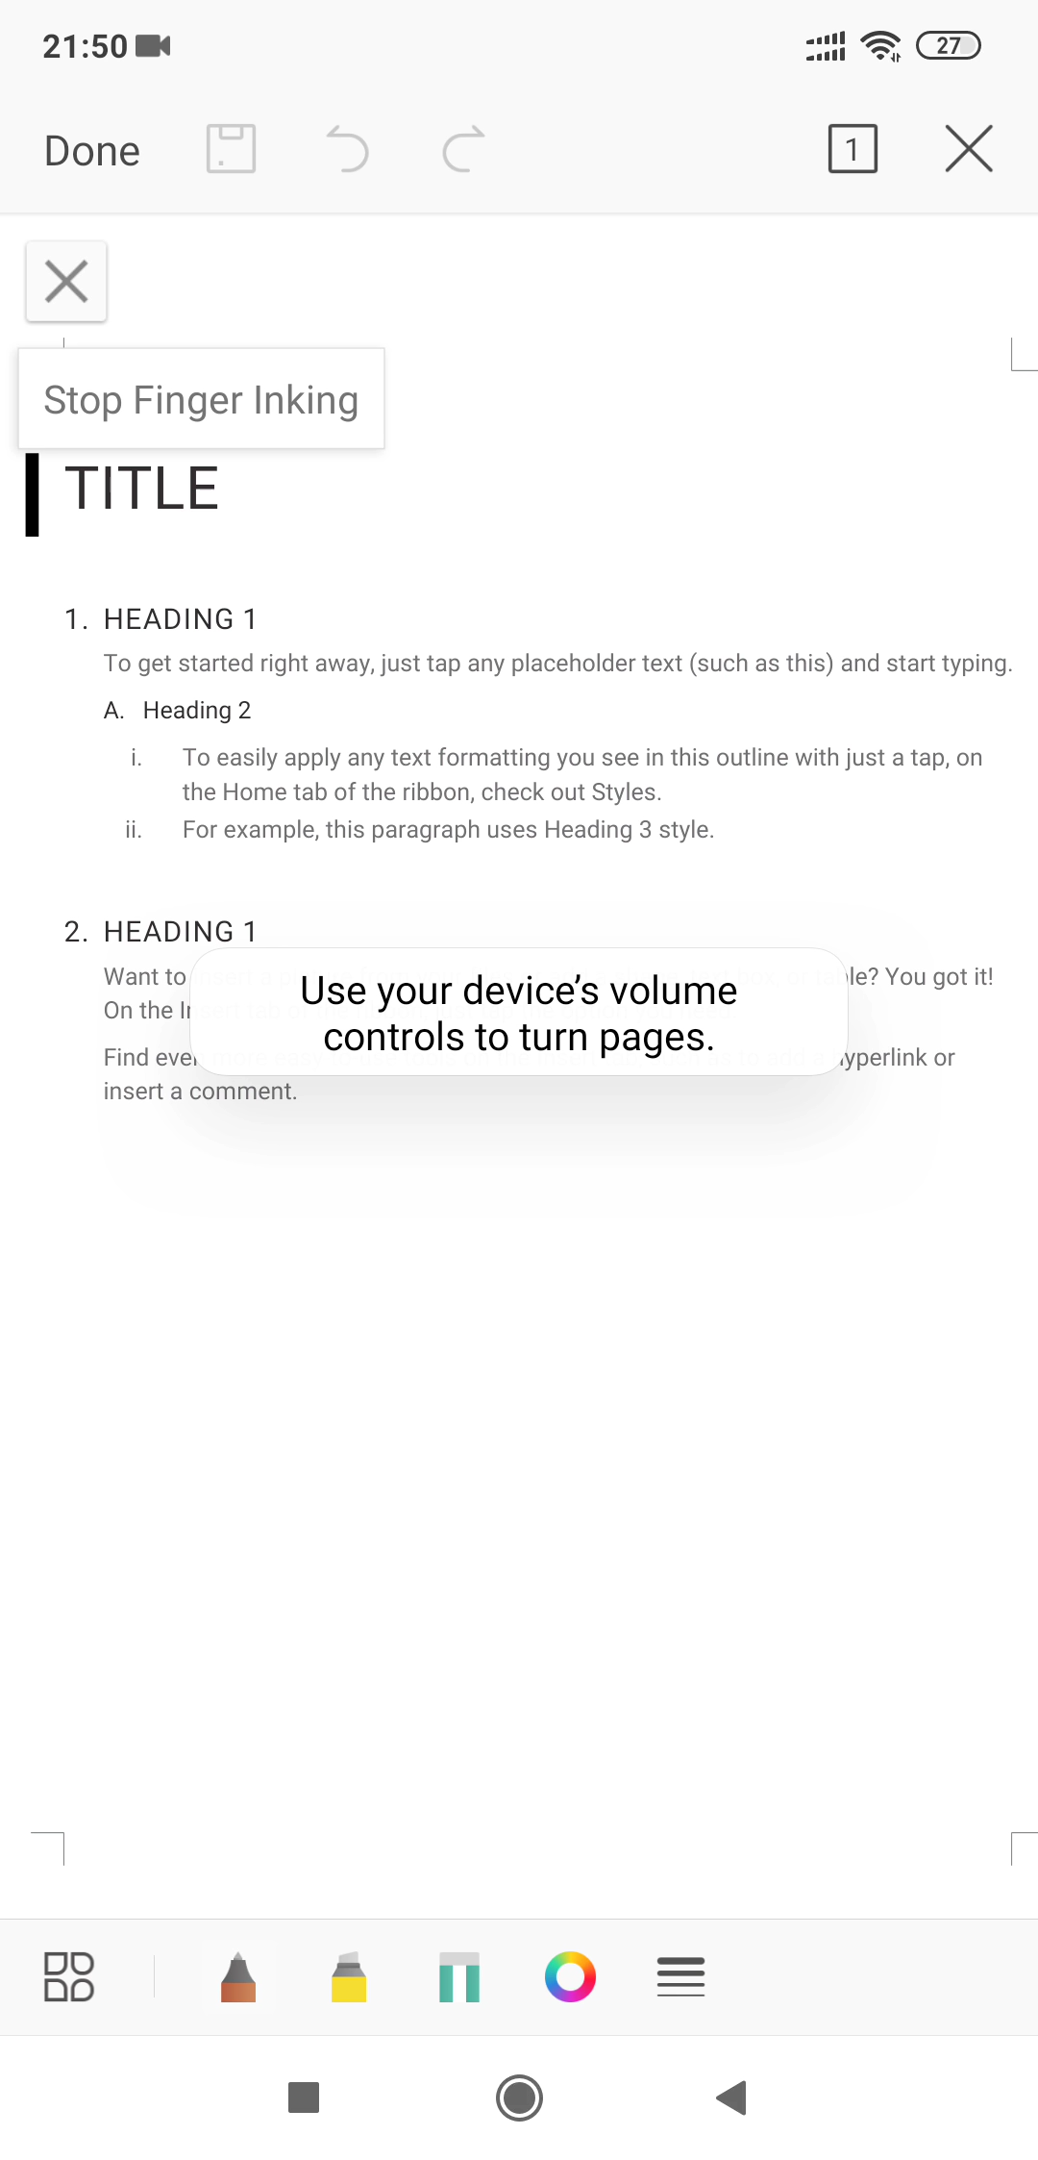 21:50
27
Done
1
Stop Finger Inking
TITLE
1. HEADING 1
To get started right away, just tap any placeholder text (such as this) and start typing.
A. Heading 2
i. To easily apply any text formatting you see in this outline with just a tap, on
the Home tab of the ribbon, check out Styles.
ii. For example, this paragraph uses Heading 3 style.
2. HEADING 1
Want to le? You got it!
On the
Use your device’s volume
controls to turn pages.
Find hyperlink or
insert a comment.